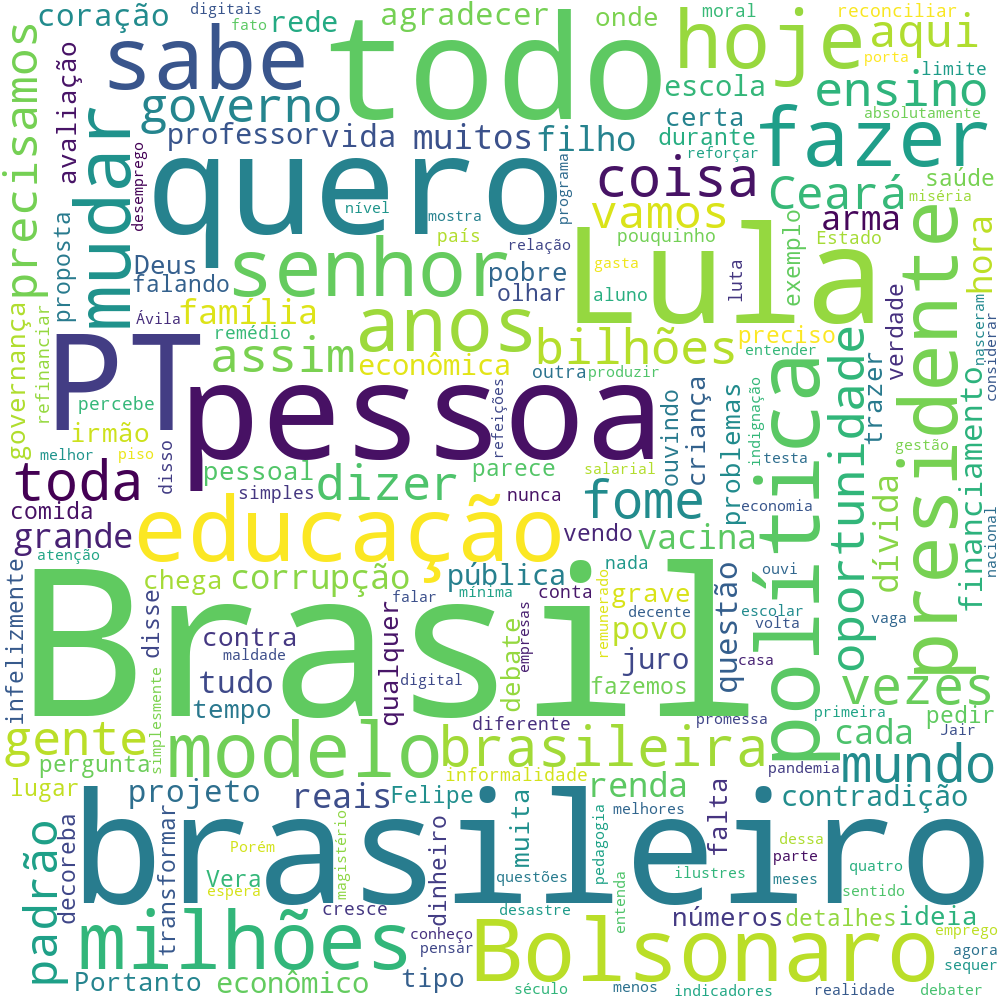 coração
digitais
fato
rede
agradecer
onde
moral
reconciliar
hoje
aqui
porta
todo
sabe
governo
escola
limite
ensino
absolutamente
precisamos
avaliação
mudar
desemprego
professor
vida
muitos
filho
certa
durante
reforçar
fazer
quero
nível
mostra
programa
coisa
Ceará
saúde
miséria
vamos
arma
proposta
Deus
falando
senhor
país
relação
pobre
olhar
pouquinho
gasta
aluno
luta
exemplo
Estado
Lula
presidente
hora
nasceram
considerar
governança
refinanciar
Ávila
família
remédio
anos
bilhões
preciso
entender
verdade
PT
assim
econômica
outra
produzir
percebe
irmão
melhor
piso
disso
pessoa
refeições
criança
ouvindo
problemas
indignação
política
oportunidade
trazer
gestão
dívida
financiamento
nacional
toda
pessoal
dizer
parece
salarial
testa
simples
nunca
fome
economia
comida
grande
educação
vendo
vacina
atenção
infelizmente
chega
corrupção
pública
nada
ouvi
mínima
conta
grave
decente
escolar
volta
vaga
disse
contra
maldade
falar
qualquer
empresas
debate
remunerado
povo
questão
casa
Brasil
tudo
tempo
digital
juro
fazemos
vezes
gente
simplesmente
diferente
promessa
primeira
pedir
Jair
modelo
brasileira
cada
pergunta
pandemia
mundo
lugar
projeto
reais
Felipe
informalidade
renda
melhores
falta
contradição
padrão
decoreba
transformar
Porém
Vera
espera
magistério
dinheiro
muita
questões
pedagogia
ilustres
dessa
parte
quatro
meses
sentido
brasileiro
cresce
desastre
entenda
números
detalhes
ideia
emprego
milhões
conheço
pensar
Bolsonaro
agora
sequer
Portanto
econômico
tipo
século
menos
indicadores
realidade
debater